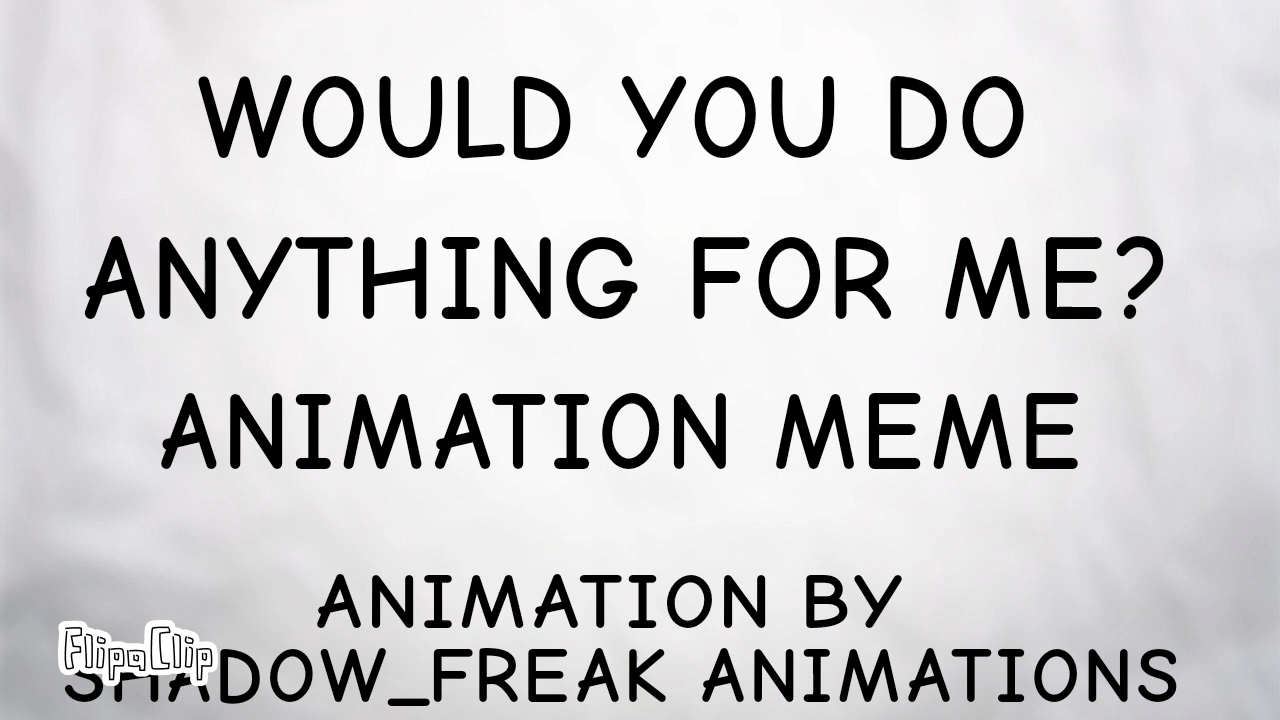 WOULD YOU DO
ANYTHING FOR ME?
ANIMATION MEME
ANIMATION BY
FlipaClip
SHADOW_FREAK ANIMATIONS